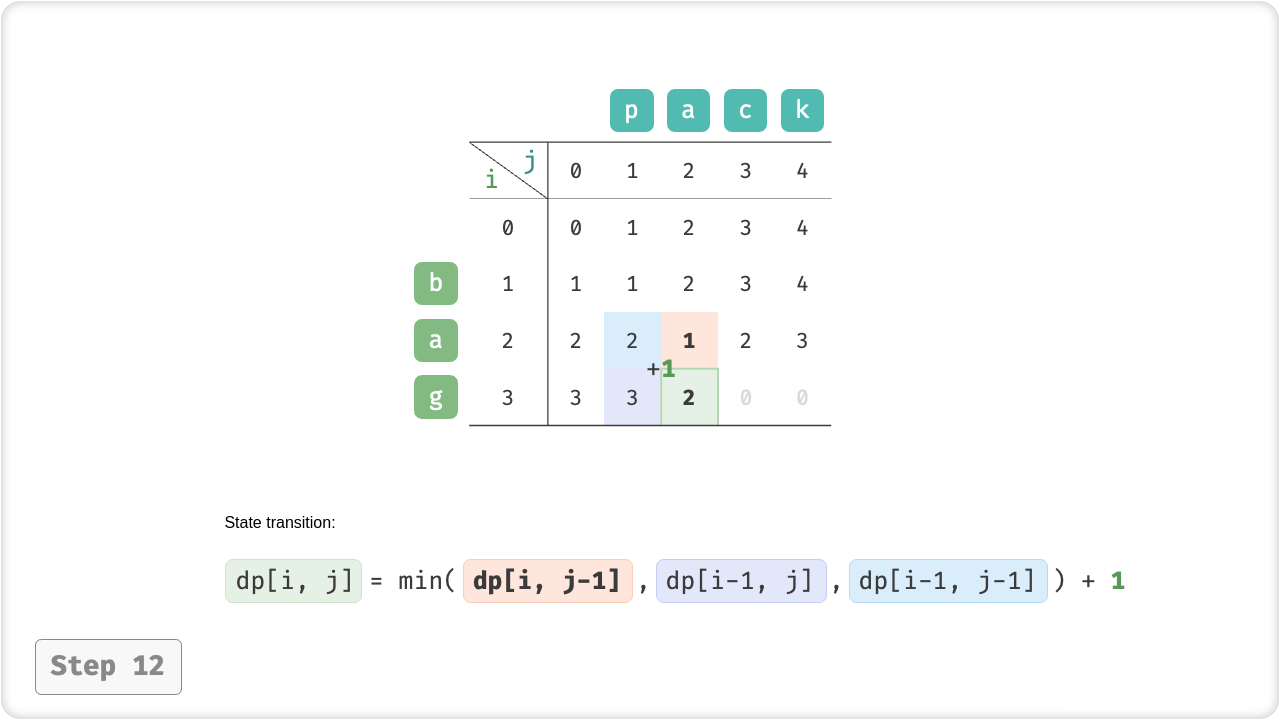 p a c k
j
i
0 1 2 3 4
0 0 1 2 3 4
b 1 1 1 2 3 4
a 2 2 2 1 2 3
+1
g 3 3 3 2 0 0
State transition:
dp[i, j] = min( dp[i, j-1] , dp[i-1, j] , dp[i-1, j-1] ) + 1
Step 12